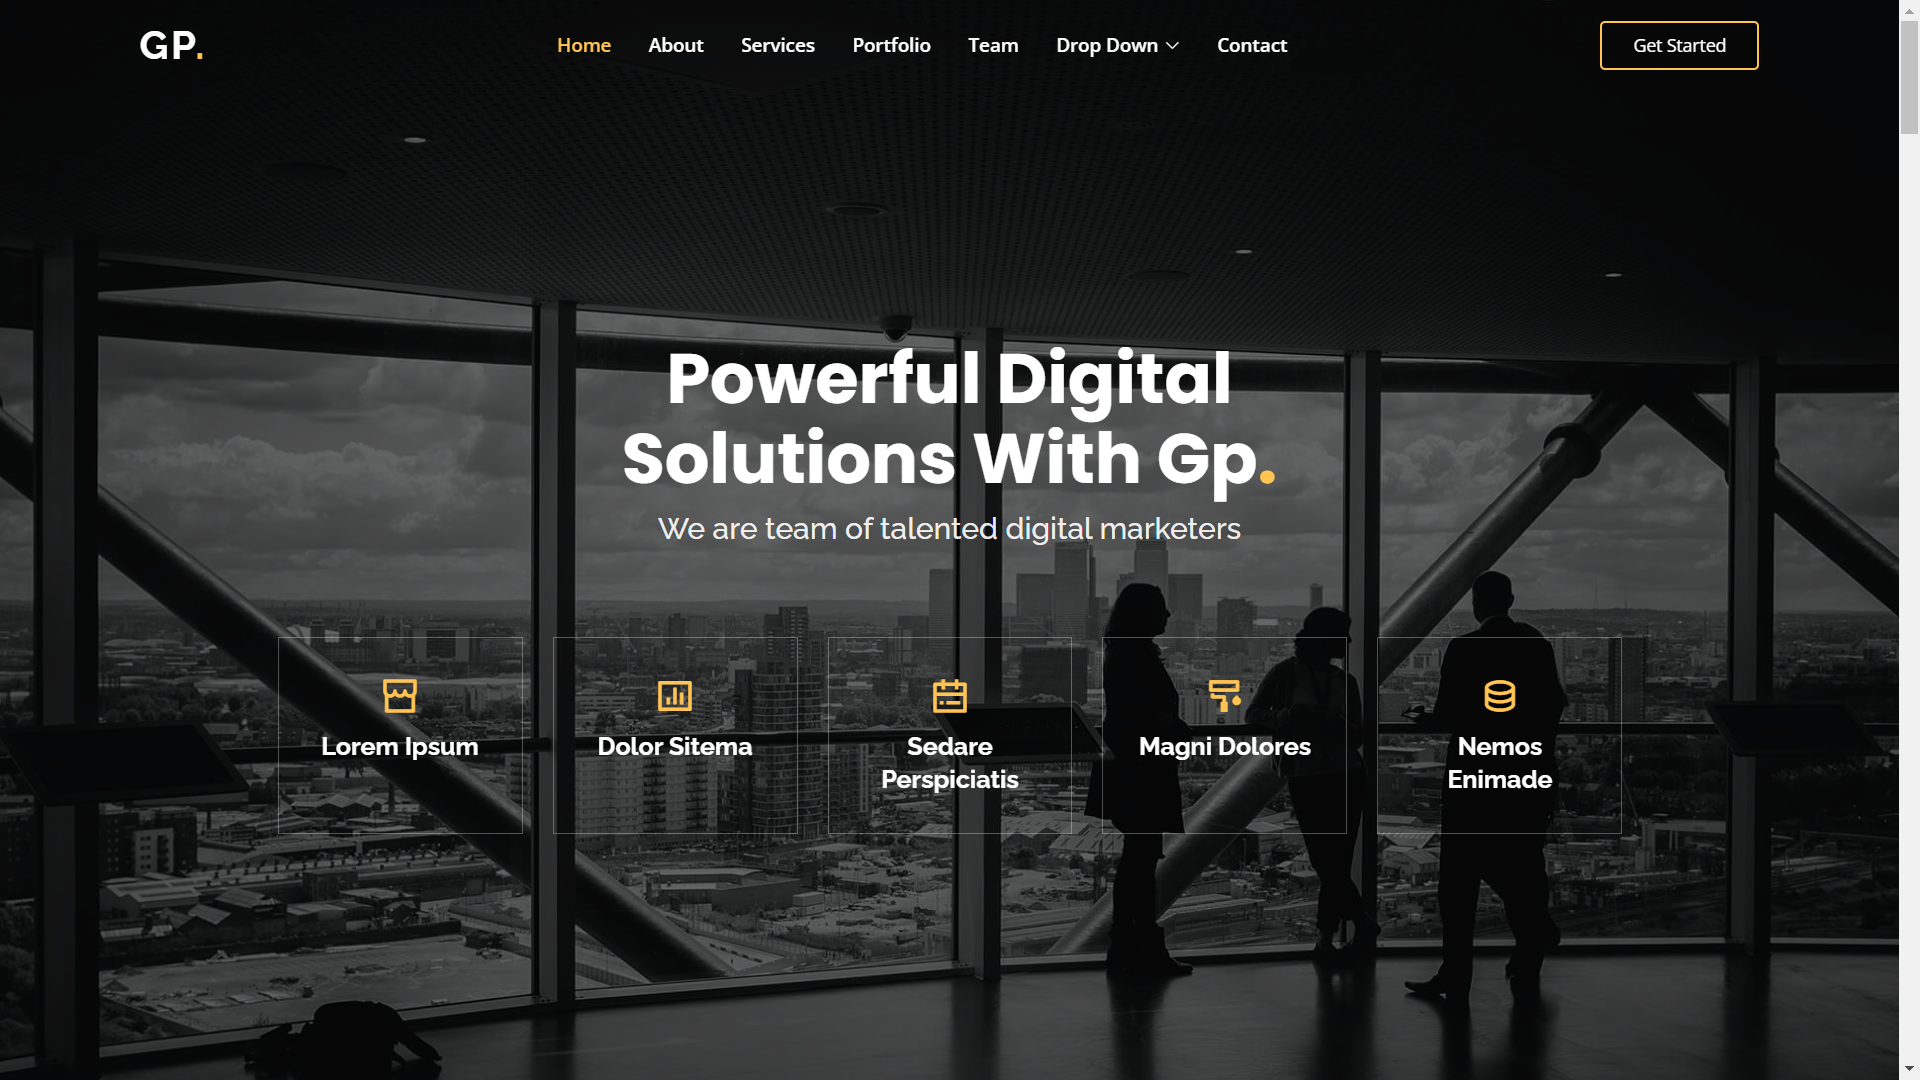 GP.
Home
About
Services
Portfolio
Team
Drop Down
Contact
Get Started
Powerful Digital
Solutions With Gp.
We are team of talented digital marketers
Lorem Ipsum
Dolor Sitema
Sedare
Perspiciatis
Magni Dolores
Nemos
Enimade